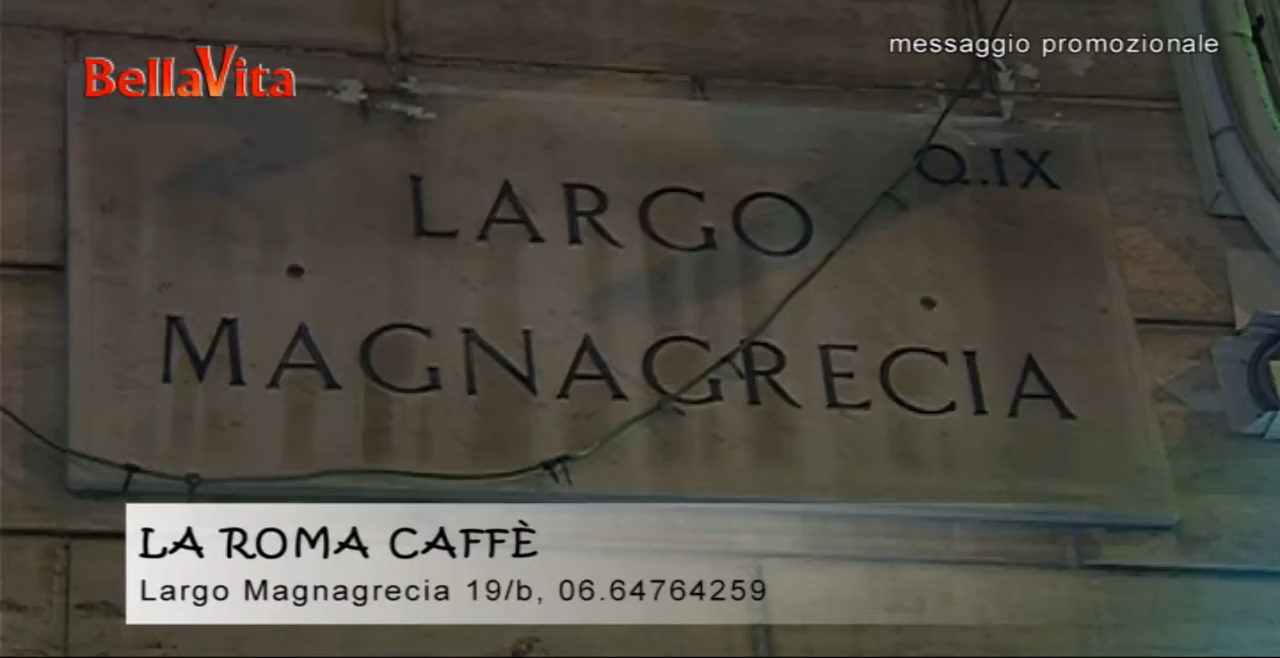 BellaVita
messaggio promozionale
Q.IX
LARGO
MAGNAGRECIA
LA ROMA CAFFÈ
Largo Magnagrecia 19/b, 06.64764259